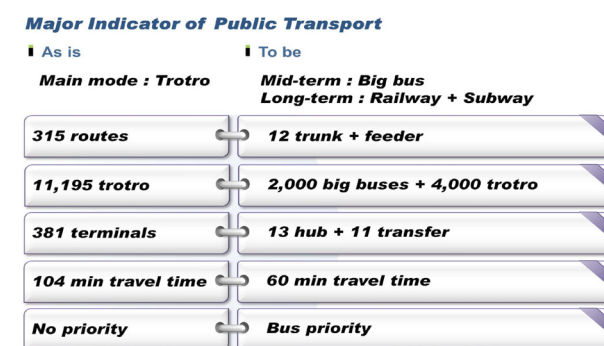 Major Indicator of Public Transport
As is
To be
Main mode : Trotro
Mid-term : Big bus
Long-term : Railway + Subway
315 routes
12 trunk + feeder
11,195 trotro
2,000 big buses + 4,000 trotro
381 terminals
13 hub + 11 transfer
104 min travel time
60 min travel time
No priority
Bus priority